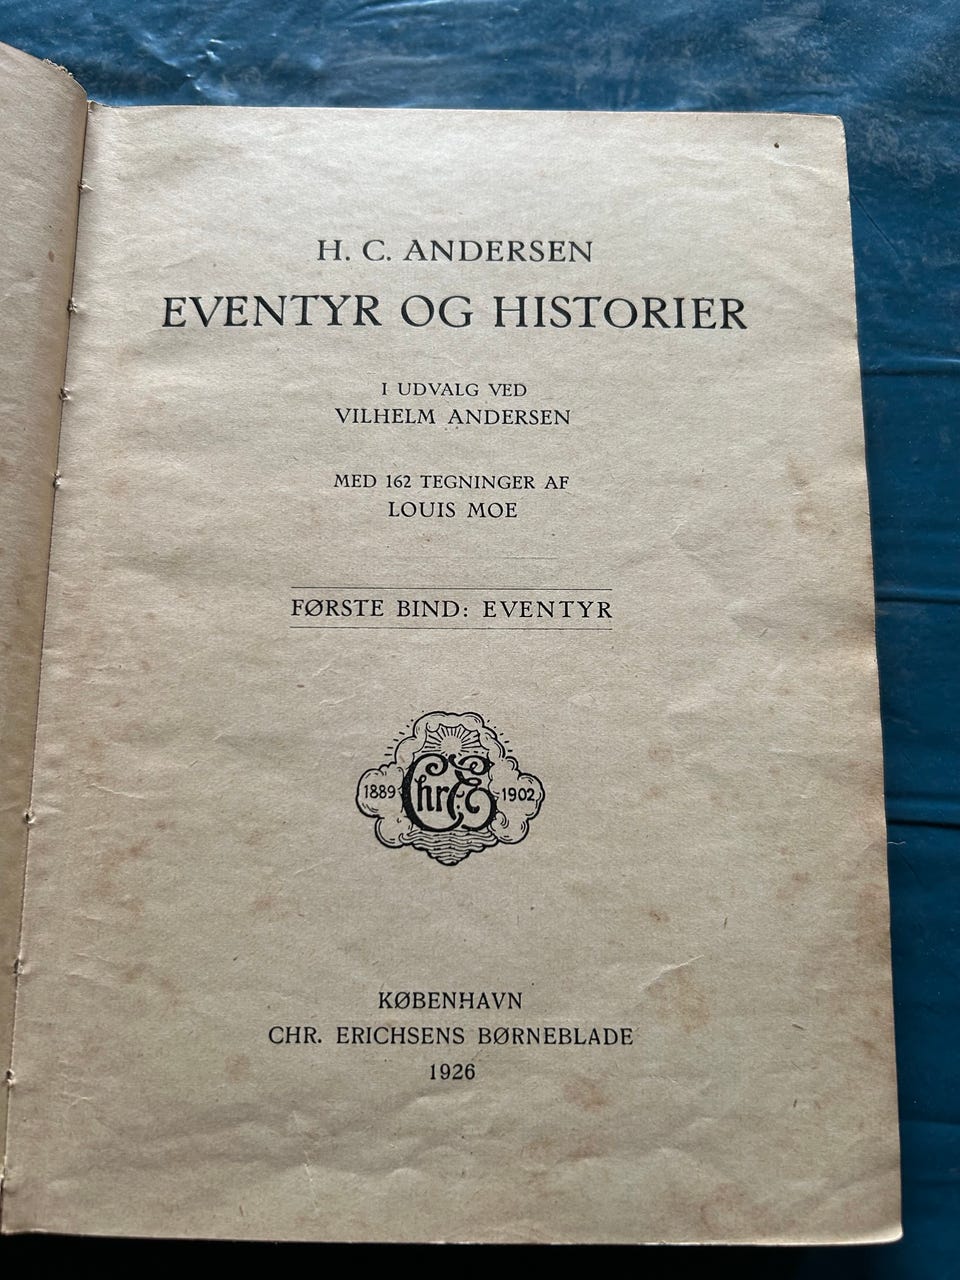 H. C. ANDERSEN
EVENTYR OG HISTORIER
I UDVALG VED
VILHELM ANDERSEN
MED 162 TEGNINGER AF
LOUIS MOE
FØRSTE BIND: EVENTYR
1889 Chr. E 1902
KØBENHAVN
CHR. ERICHSENS BØRNEBLADE
1926